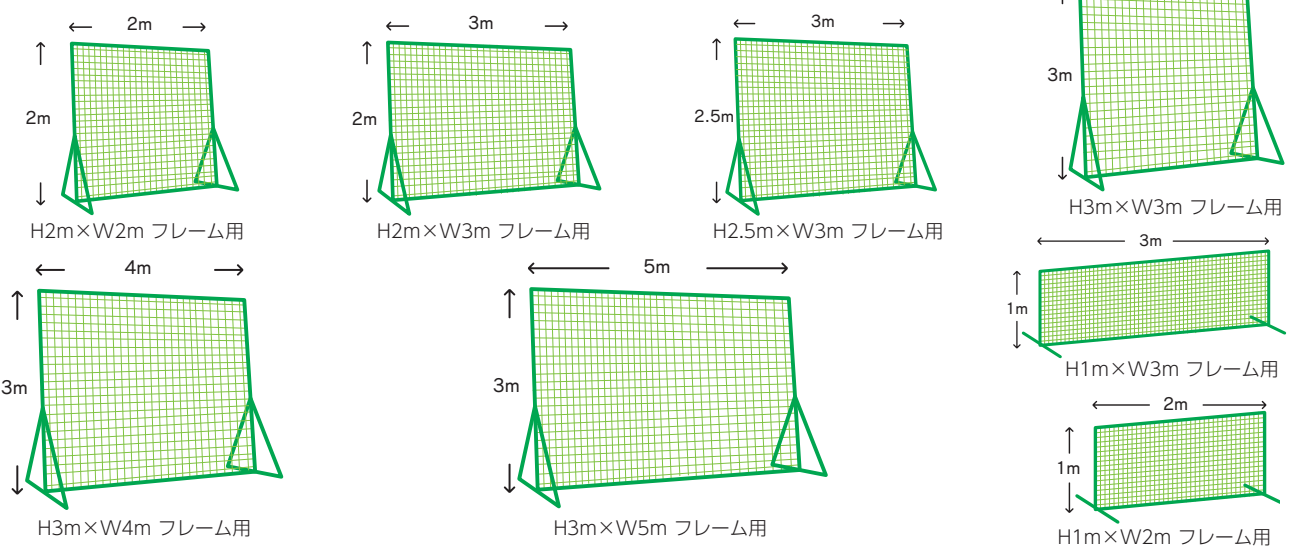 2m
2m
H2m×W2m フレーム用
3m
2m
H2m×W3m フレーム用
3m
2.5m
H2.5m×W3m フレーム用
3m
H3m×W3m フレーム用
4m
3m
H3m×W4m フレーム用
5m
3m
H3m×W5m フレーム用
3m
1m
H1m×W3m フレーム用
2m
1m
H1m×W2m フレーム用